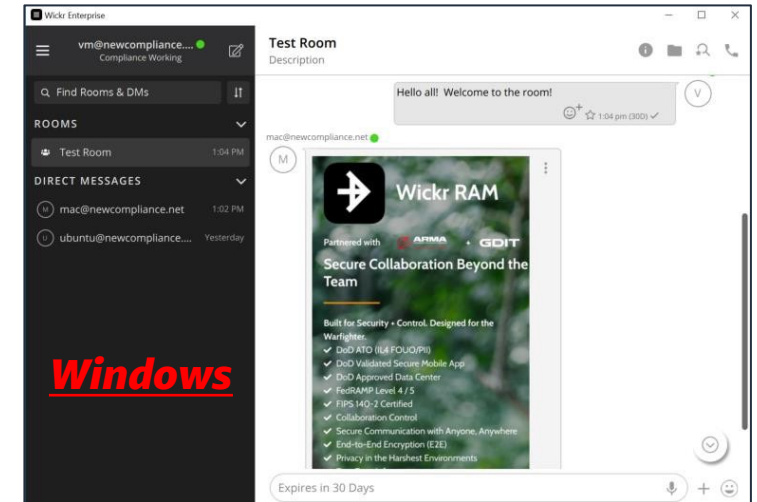 Wickr Enterprise
vm@newcompliance....
Compliance Working
Find Rooms & DMs
ROOMS
Test Room 1:04 PM
DIRECT MESSAGES
M mac@newcompliance.net 1:02 PM
U ubuntu@newcompliance.... Yesterday
Windows
Test Room
Description
Hello all! Welcome to the room!
V
1:04 pm (30D)
mac@newcompliance.net
M
Wickr RAM
Partnered with ARMA + GDIT
Secure Collaboration Beyond the
Team
Built for Security + Control. Designed for the
Warfighter.
DoD ATO (IL4 FOUO/PII)
DoD Validated Secure Mobile App
DoD Approved Data Center
FedRAMP Level 4 / 5
FIPS 140-2 Certified
Collaboration Control
Secure Communication with Anyone, Anywhere
End-to-End Encryption (E2E)
Privacy in the Harshest Environments
Expires in 30 Days